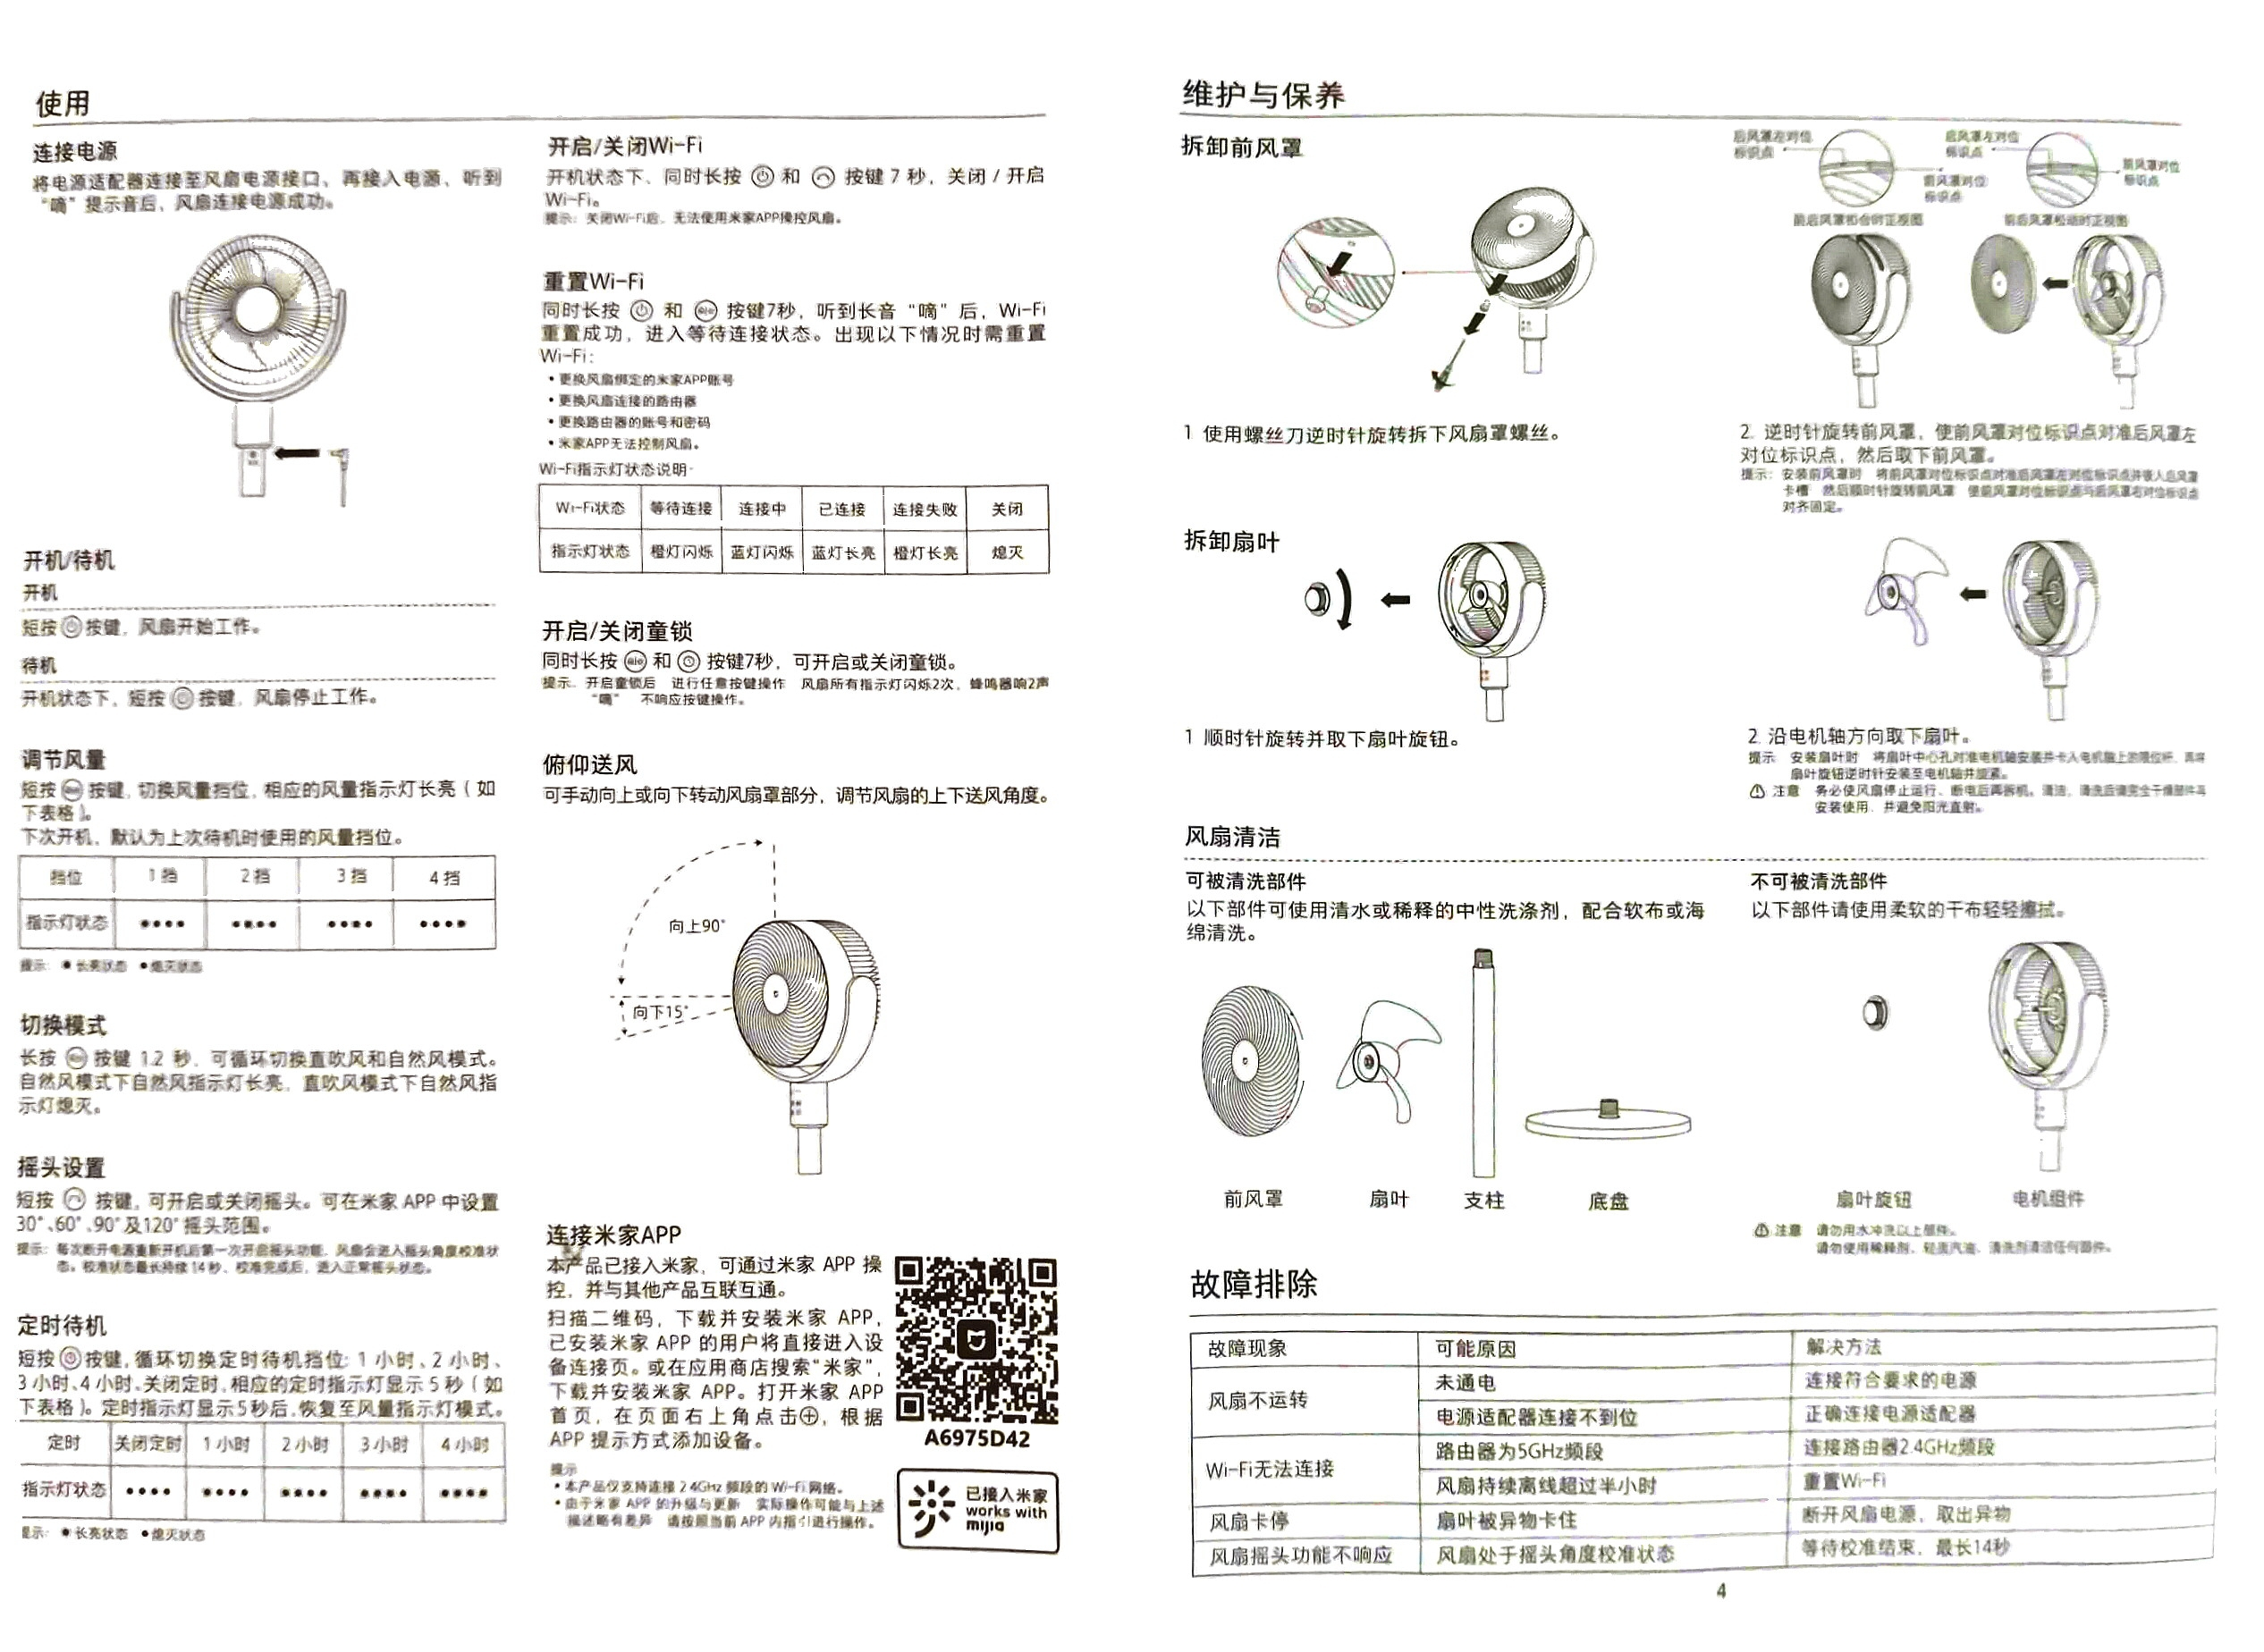 使用
连接电源
将电源适配器连接至风扇电源接口、再接入电源、听到
“嘀”提示音后、风扇连接电源成功。
开机/待机
开机
短按按键，风扇开始工作。
待机
开机状态下，短按按键，风扇停止工作。
调节风量
短按按键，切换风量挡位，相应的风量指示灯长亮（如
下表格）。
下次开机，默认为上次待机时使用的风量挡位。
挡位 1挡 2挡 3挡 4挡
指示灯状态
提示：长亮状态 熄灭状态
切换模式
长按按键 1.2 秒，可循环切换直吹风和自然风模式。
自然风模式下自然风指示灯长亮，直吹风模式下自然风指
示灯熄灭。
摇头设置
短按按键，可开启或关闭摇头。可在米家 APP 中设置
30°、60°、90°及120°摇头范围。
提示：每次断开电源重新开机后第一次开启摇头功能，风扇会进入摇头角度校准状
态。校准状态最长持续14秒，校准完成后，进入正常摇头状态。
定时待机
短按按键，循环切换定时待机挡位：1 小时、2 小时、
3 小时、4 小时、关闭定时，相应的定时指示灯显示 5 秒（如
下表格）。定时指示灯显示5秒后，恢复至风量指示灯模式。
定时 关闭定时 1小时 2小时 3小时 4小时
指示灯状态
提示：长亮状态 熄灭状态
开启/关闭Wi-Fi
开机状态下、同时长按 和 按键 7 秒，关闭 / 开启
Wi-Fi。
提示：关闭Wi-Fi后，无法使用米家APP操控风扇。
重置Wi-Fi
同时长按 和 按键7秒，听到长音“嘀”后，Wi-Fi
重置成功，进入等待连接状态。出现以下情况时需重置
Wi-Fi：
• 更换风扇绑定的米家APP账号
• 更换风扇连接的路由器
• 更换路由器的账号和密码
• 米家APP无法控制风扇。
Wi-Fi指示灯状态说明
Wi-Fi状态 等待连接 连接中 已连接 连接失败 关闭
指示灯状态 橙灯闪烁 蓝灯闪烁 蓝灯长亮 橙灯长亮 熄灭
开启/关闭童锁
同时长按 和 按键7秒，可开启或关闭童锁。
提示：开启童锁后 进行任意按键操作 风扇所有指示灯闪烁2次，蜂鸣器响2声
“嘀” 不响应按键操作。
俯仰送风
可手动向上或向下转动风扇罩部分，调节风扇的上下送风角度。
向上90°
向下15°
连接米家APP
本产品已接入米家，可通过米家 APP 操
控，并与其他产品互联互通。
扫描二维码，下载并安装米家 APP，
已安装米家 APP 的用户将直接进入设
备连接页。或在应用商店搜索“米家”，
下载并安装米家 APP。打开米家 APP
首页，在页面右上角点击⊕，根据
APP 提示方式添加设备。
A6975D42
提示
• 本产品仅支持连接 2.4GHz 频段的 Wi-Fi 网络。
• 由于米家 APP 的升级与更新 实际操作可能与上述
描述略有差异 请按照当前 APP 内指引进行操作。
已接入米家
works with
mijia
维护与保养
拆卸前风罩
1 使用螺丝刀逆时针旋转拆下风扇罩螺丝。
后风罩左对位
标识点
前风罩对位
标识点
前后风罩扣合时正视图
后风罩左对位
标识点
前风罩对位
标识点
前后风罩松动时正视图
2. 逆时针旋转前风罩，使前风罩对位标识点对准后风罩左
对位标识点，然后取下前风罩。
提示：安装前风罩时 将前风罩对位标识点对准后风罩左对位标识点并嵌入后风罩
卡槽 然后顺时针旋转前风罩 使前风罩对位标识点与后风罩右对位标识点
对齐固定。
拆卸扇叶
1 顺时针旋转并取下扇叶旋钮。
2. 沿电机轴方向取下扇叶。
提示 安装扇叶时 将扇叶中心孔对准电机轴安装并卡入电机轴上的限位杆，再将
扇叶旋钮逆时针安装至电机轴并旋紧。
注意 务必使风扇停止运行、断电后再拆机。清洁，清洗后请完全干燥部件再
安装使用，并避免阳光直射。
风扇清洁
可被清洗部件
以下部件可使用清水或稀释的中性洗涤剂，配合软布或海
绵清洗。
前风罩 扇叶 支柱 底盘
不可被清洗部件
以下部件请使用柔软的干布轻轻擦拭。
扇叶旋钮 电机组件
注意 请勿用水冲洗以上部件。
请勿使用稀释剂、轻质汽油、清洗剂清洁任何部件。
故障排除
故障现象 可能原因 解决方法
风扇不运转 未通电 连接符合要求的电源
电源适配器连接不到位 正确连接电源适配器
Wi-Fi无法连接 路由器为5GHz频段 连接路由器2.4GHz频段
风扇持续离线超过半小时 重置Wi-Fi
风扇卡停 扇叶被异物卡住 断开风扇电源，取出异物
风扇摇头功能不响应 风扇处于摇头角度校准状态 等待校准结束，最长14秒
4